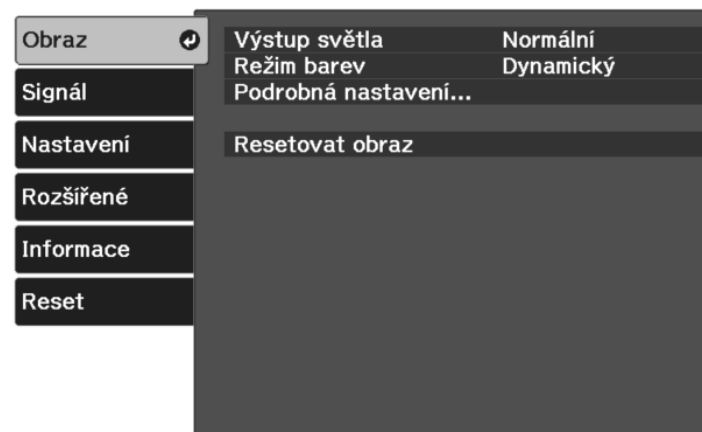 Obraz
Signál
Nastavení
Rozšířené
Informace
Reset
Výstup světla Normální
Režim barev Dynamický
Podrobná nastavení...
Resetovat obraz